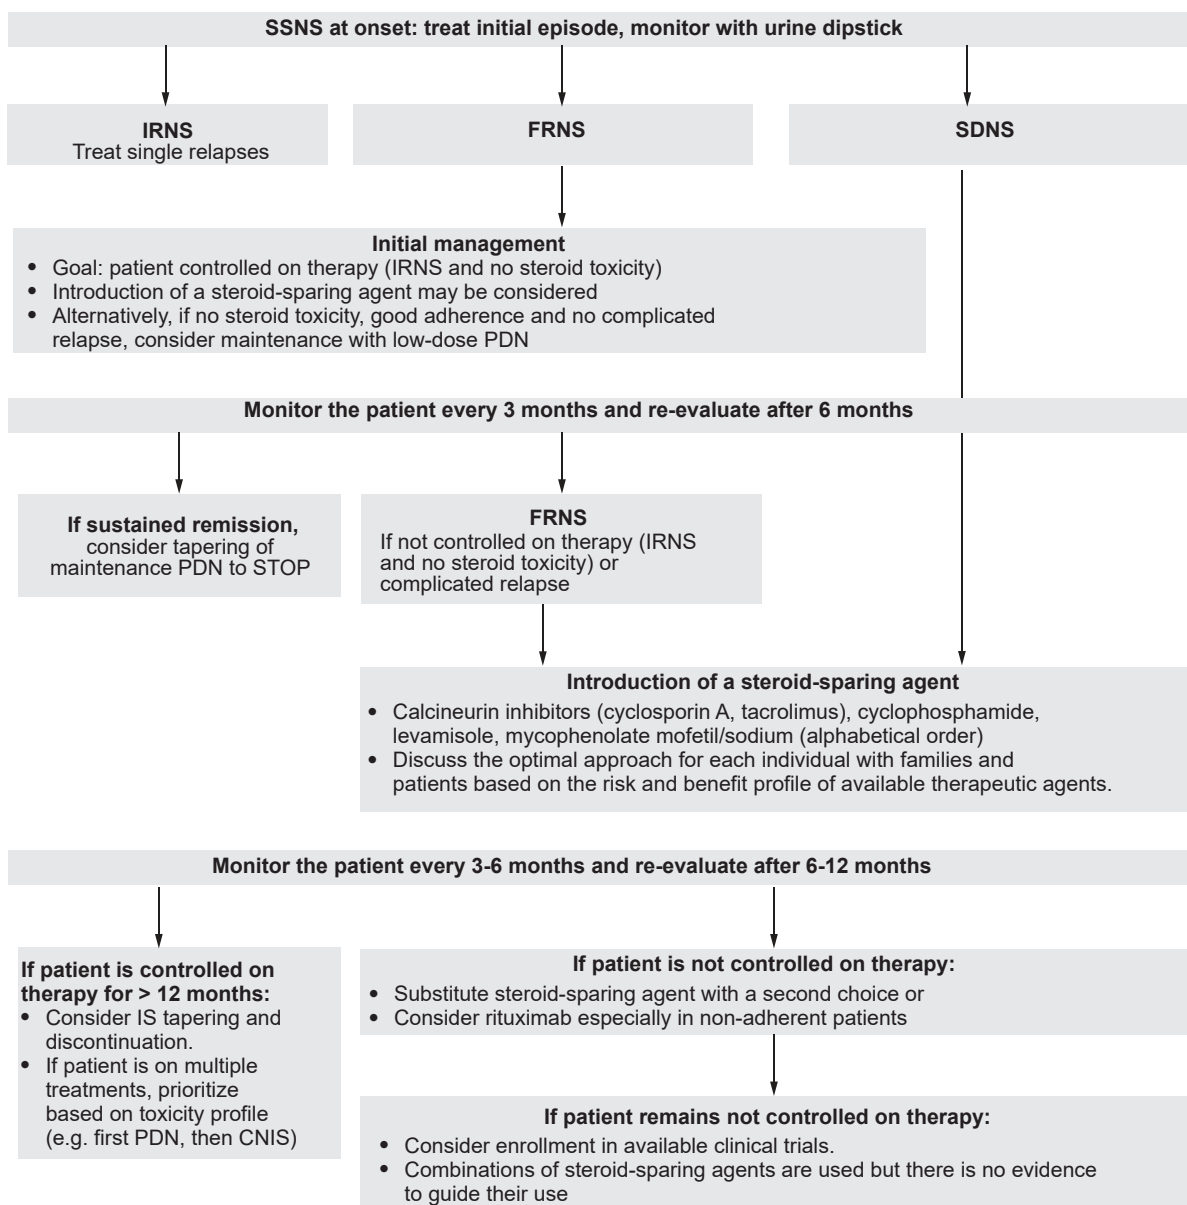 SSNS at onset: treat initial episode, monitor with urine dipstick
IRNS
Treat single relapses
FRNS
SDNS
Initial management
• Goal: patient controlled on therapy (IRNS and no steroid toxicity)
• Introduction of a steroid-sparing agent may be considered
• Alternatively, if no steroid toxicity, good adherence and no complicated
relapse, consider maintenance with low-dose PDN
Monitor the patient every 3 months and re-evaluate after 6 months
If sustained remission,
consider tapering of
maintenance PDN to STOP
FRNS
If not controlled on therapy (IRNS
and no steroid toxicity) or
complicated relapse
Introduction of a steroid-sparing agent
• Calcineurin inhibitors (cyclosporin A, tacrolimus), cyclophosphamide,
levamisole, mycophenolate mofetil/sodium (alphabetical order)
• Discuss the optimal approach for each individual with families and
patients based on the risk and benefit profile of available therapeutic agents.
Monitor the patient every 3-6 months and re-evaluate after 6-12 months
If patient is controlled on
therapy for > 12 months:
• Consider IS tapering and
discontinuation.
• If patient is on multiple
treatments, prioritize
based on toxicity profile
(e.g. first PDN, then CNIS)
If patient is not controlled on therapy:
• Substitute steroid-sparing agent with a second choice or
• Consider rituximab especially in non-adherent patients
If patient remains not controlled on therapy:
• Consider enrollment in available clinical trials.
• Combinations of steroid-sparing agents are used but there is no evidence
to guide their use